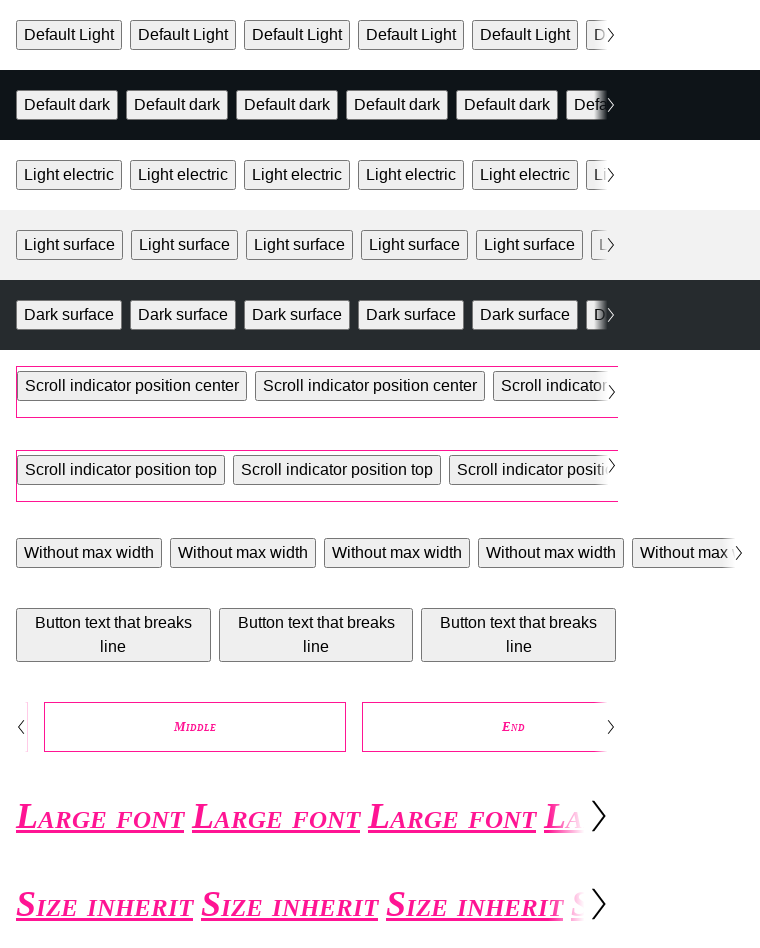 Default Light Default Light Default Light Default Light Default Light D
Default dark Default dark Default dark Default dark Default dark Defa
Light electric Light electric Light electric Light electric Light electric Li
Light surface Light surface Light surface Light surface Light surface L
Dark surface Dark surface Dark surface Dark surface Dark surface D
Scroll indicator position center Scroll indicator position center Scroll indicator
Scroll indicator position top Scroll indicator position top Scroll indicator positi
Without max width Without max width Without max width Without max width Without max
Button text that breaks Button text that breaks Button text that breaks
line line line
Middle End
Large font Large font Large font La
Size inherit Size inherit Size inherit S